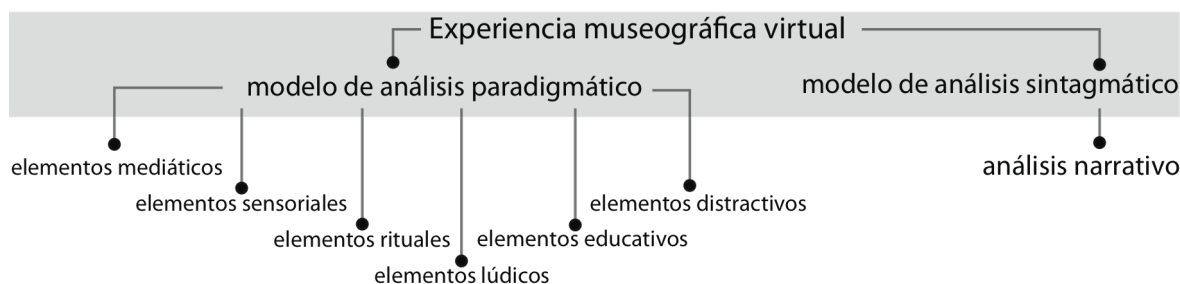 Experiencia museográfica virtual
modelo de análisis paradigmático
modelo de análisis sintagmático
elementos mediáticos
elementos sensoriales
elementos rituales
elementos lúdicos
elementos educativos
elementos distractivos
análisis narrativo